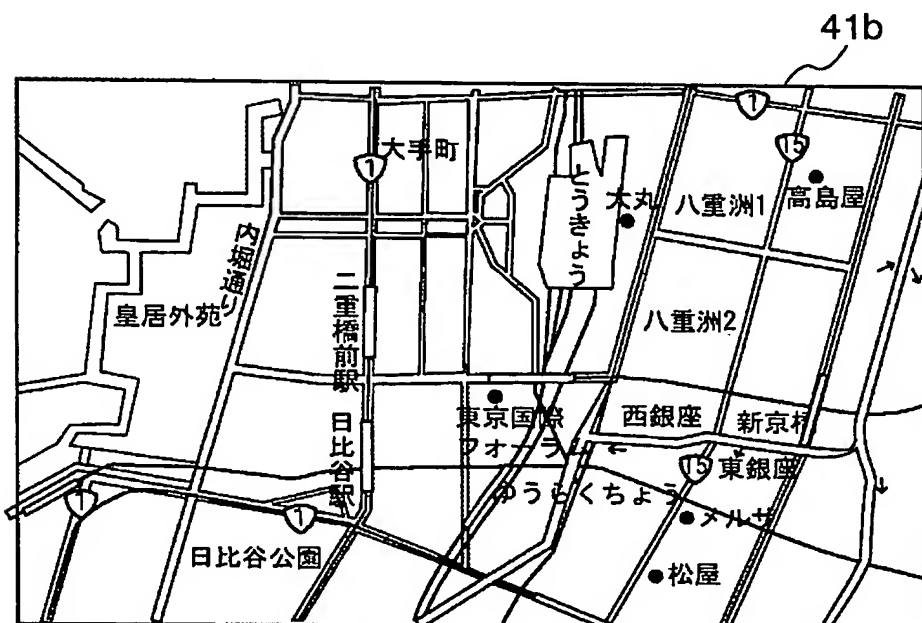 41b
1
15
大手町
1
とうきょう
大丸
八重洲1
高島屋
内堀通り
皇居外苑
二重橋前駅
八重洲2
東京国際
フォーラム
西銀座
新京橋
日比谷駅
15
東銀座
ゆうらくちょう
1
1
メルサ
日比谷公園
松屋